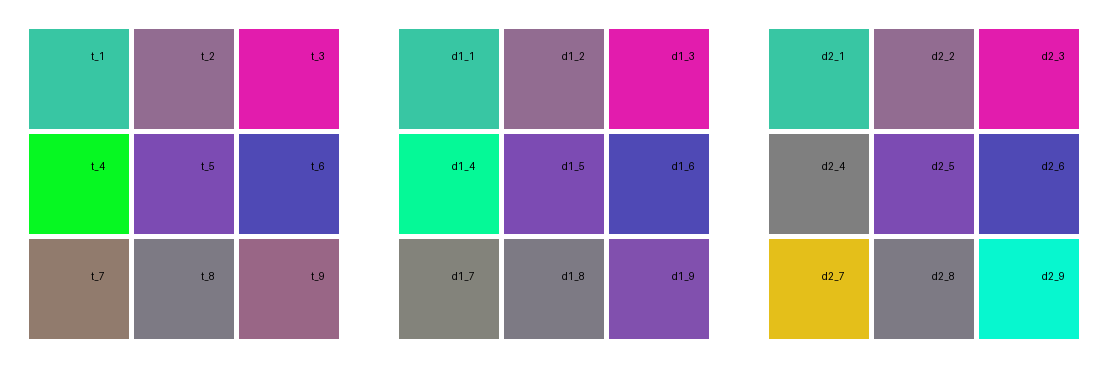 t_1 t_2 t_3 d1_1 d1_2 d1_3 d2_1 d2_2 d2_3
t_4 t_5 t_6 d1_4 d1_5 d1_6 d2_4 d2_5 d2_6
t_7 t_8 t_9 d1_7 d1_8 d1_9 d2_7 d2_8 d2_9